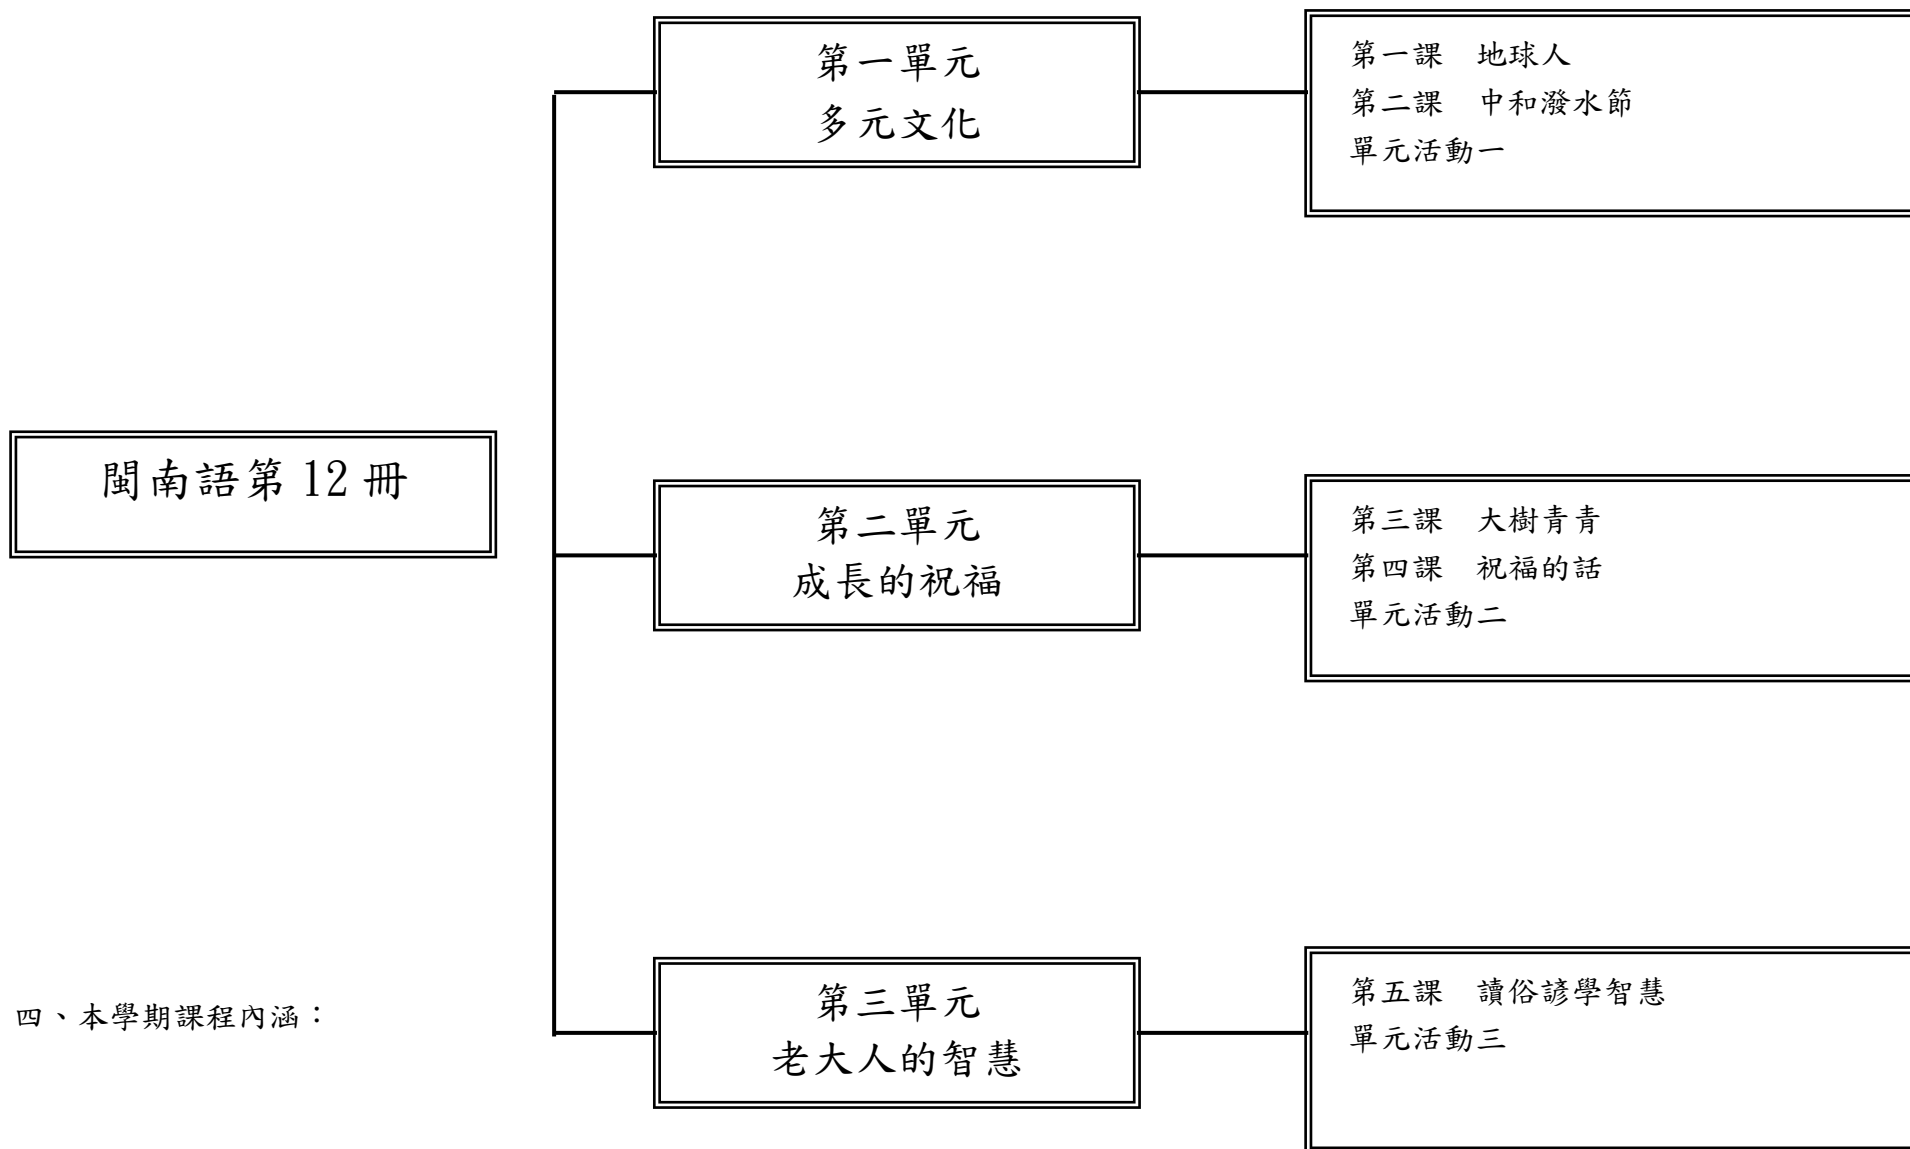 閩南語第 12 冊
第一單元
多元文化
第一課　地球人
第二課　中和潑水節
單元活動一
第二單元
成長的祝福
第三課　大樹青青
第四課　祝福的話
單元活動二
第三單元
老大人的智慧
第五課　讀俗諺學智慧
單元活動三
四、本學期課程內涵：